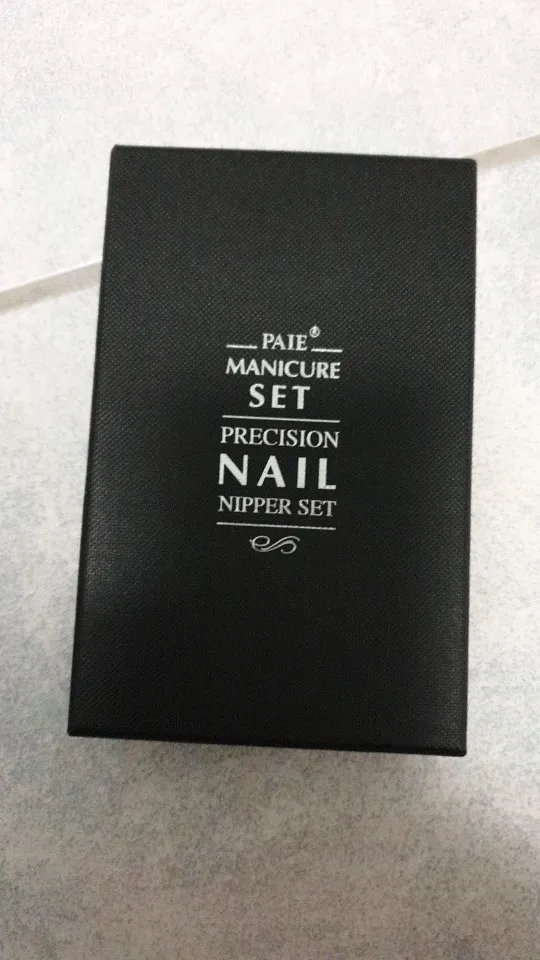 PAIE®
MANICURE
SET
PRECISION
NAIL
NIPPER SET